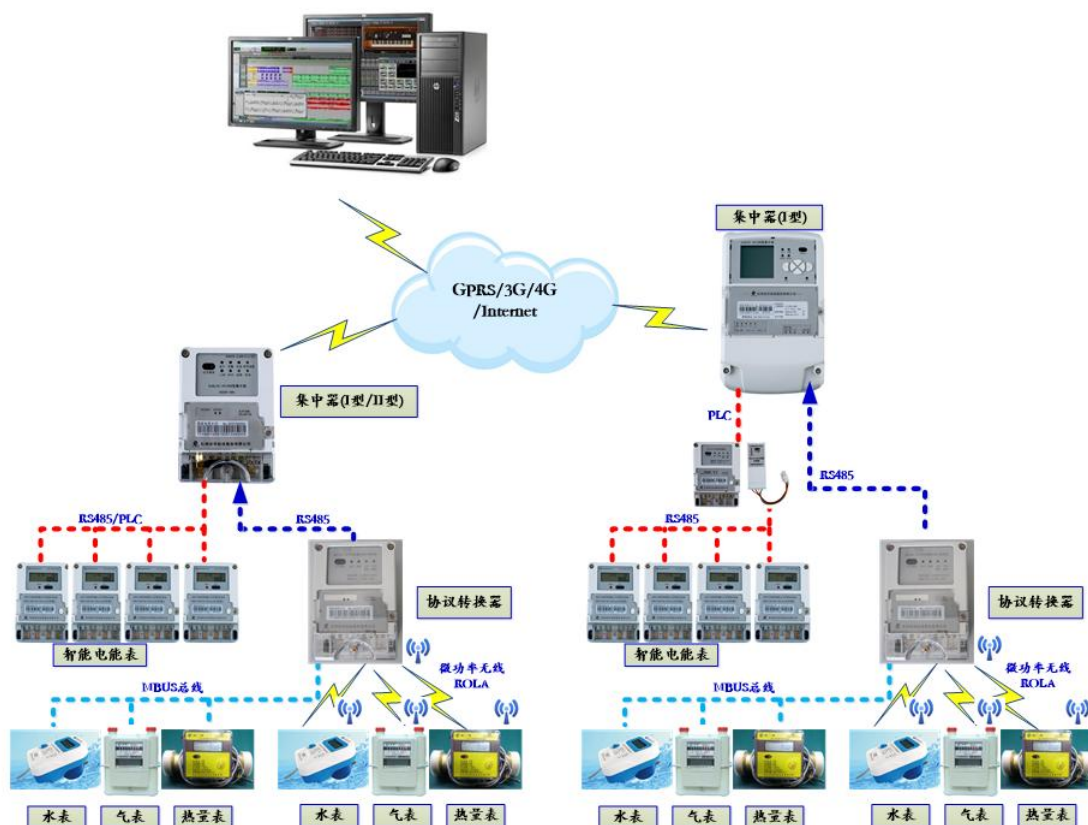 集中器(I型)
GPRS/3G/4G
/Internet
集中器(I型/II型)
PLC
RS485
RS485/PLC
RS485
RS485
协议转换器
协议转换器
智能电能表
智能电能表
微功率无线
ROLA
微功率无线
ROLA
MBUS总线
MBUS总线
水表
气表
热量表
水表
气表
热量表
水表
气表
热量表
水表
气表
热量表